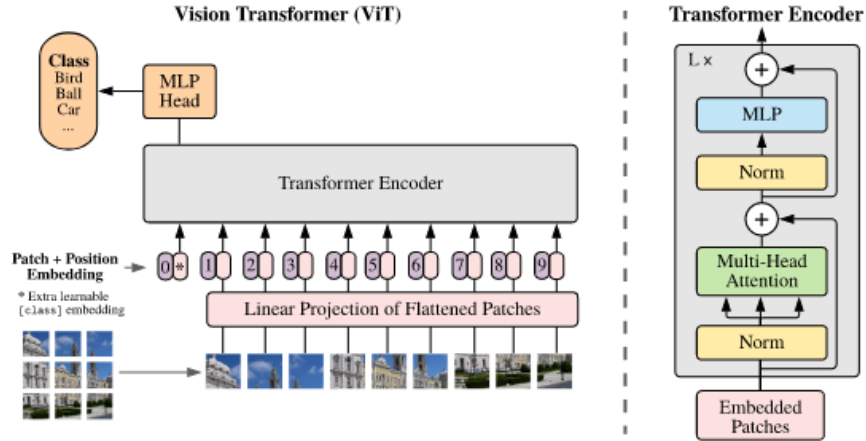 Vision Transformer (ViT)
Class
Bird
Ball
Car
...
MLP
Head
Transformer Encoder
Patch + Position
Embedding
0 * 1 2 3 4 5 6 7 8 9
* Extra learnable
[class] embedding
Linear Projection of Flattened Patches
Transformer Encoder
L ×
+
MLP
Norm
+
Multi-Head
Attention
Norm
Embedded
Patches